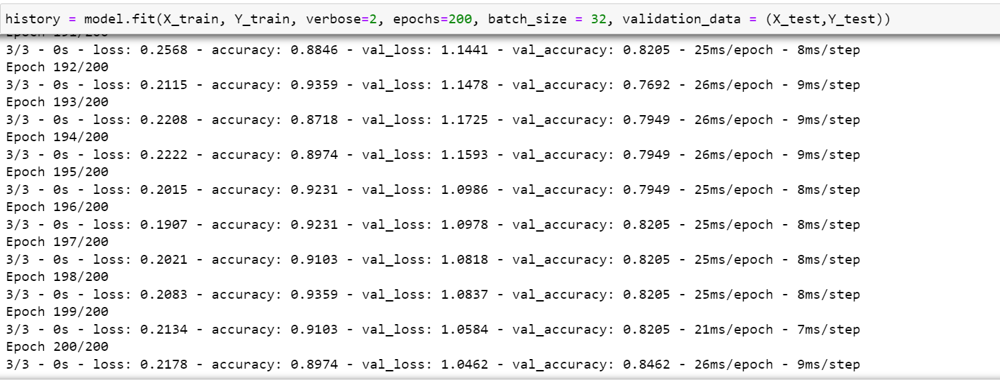 history = model.fit(X_train, Y_train, verbose=2, epochs=200, batch_size = 32, validation_data = (X_test,Y_test))
3/3 - 0s - loss: 0.2568 - accuracy: 0.8846 - val_loss: 1.1441 - val_accuracy: 0.8205 - 25ms/epoch - 8ms/step
Epoch 192/200
3/3 - 0s - loss: 0.2115 - accuracy: 0.9359 - val_loss: 1.1478 - val_accuracy: 0.7692 - 26ms/epoch - 9ms/step
Epoch 193/200
3/3 - 0s - loss: 0.2208 - accuracy: 0.8718 - val_loss: 1.1725 - val_accuracy: 0.7949 - 26ms/epoch - 9ms/step
Epoch 194/200
3/3 - 0s - loss: 0.2222 - accuracy: 0.8974 - val_loss: 1.1593 - val_accuracy: 0.7949 - 26ms/epoch - 9ms/step
Epoch 195/200
3/3 - 0s - loss: 0.2015 - accuracy: 0.9231 - val_loss: 1.0986 - val_accuracy: 0.7949 - 25ms/epoch - 8ms/step
Epoch 196/200
3/3 - 0s - loss: 0.1907 - accuracy: 0.9231 - val_loss: 1.0978 - val_accuracy: 0.8205 - 25ms/epoch - 8ms/step
Epoch 197/200
3/3 - 0s - loss: 0.2021 - accuracy: 0.9103 - val_loss: 1.0818 - val_accuracy: 0.8205 - 25ms/epoch - 8ms/step
Epoch 198/200
3/3 - 0s - loss: 0.2083 - accuracy: 0.9359 - val_loss: 1.0837 - val_accuracy: 0.8205 - 25ms/epoch - 8ms/step
Epoch 199/200
3/3 - 0s - loss: 0.2134 - accuracy: 0.9103 - val_loss: 1.0584 - val_accuracy: 0.8205 - 21ms/epoch - 7ms/step
Epoch 200/200
3/3 - 0s - loss: 0.2178 - accuracy: 0.8974 - val_loss: 1.0462 - val_accuracy: 0.8462 - 26ms/epoch - 9ms/step